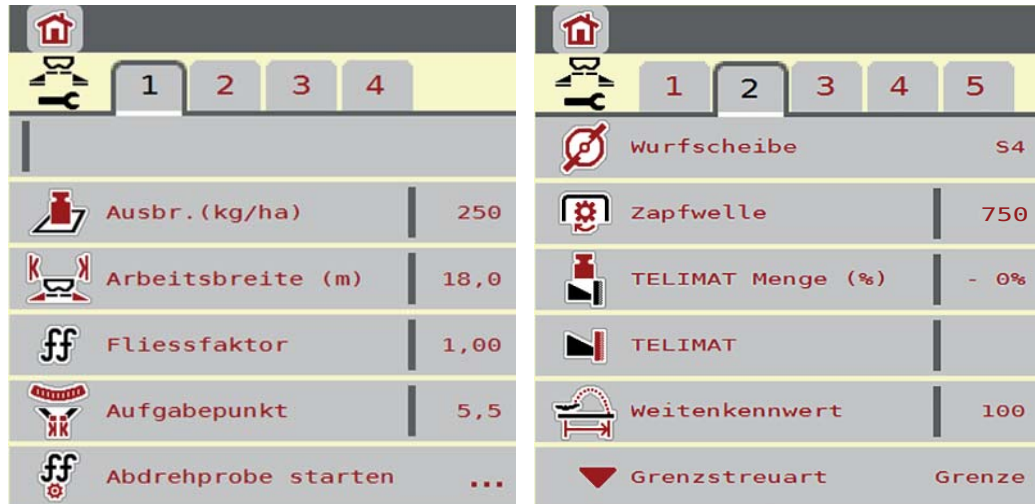 1 2 3 4
Ausbr.(kg/ha) 250
Arbeitsbreite (m) 18,0
Fliessfaktor 1,00
Aufgabepunkt 5,5
Abdrehprobe starten ...
1 2 3 4 5
Wurfscheibe S4
Zapfwelle 750
TELIMAT Menge (%) - 0%
TELIMAT
Weitenkennwert 100
Grenzstreuart Grenze